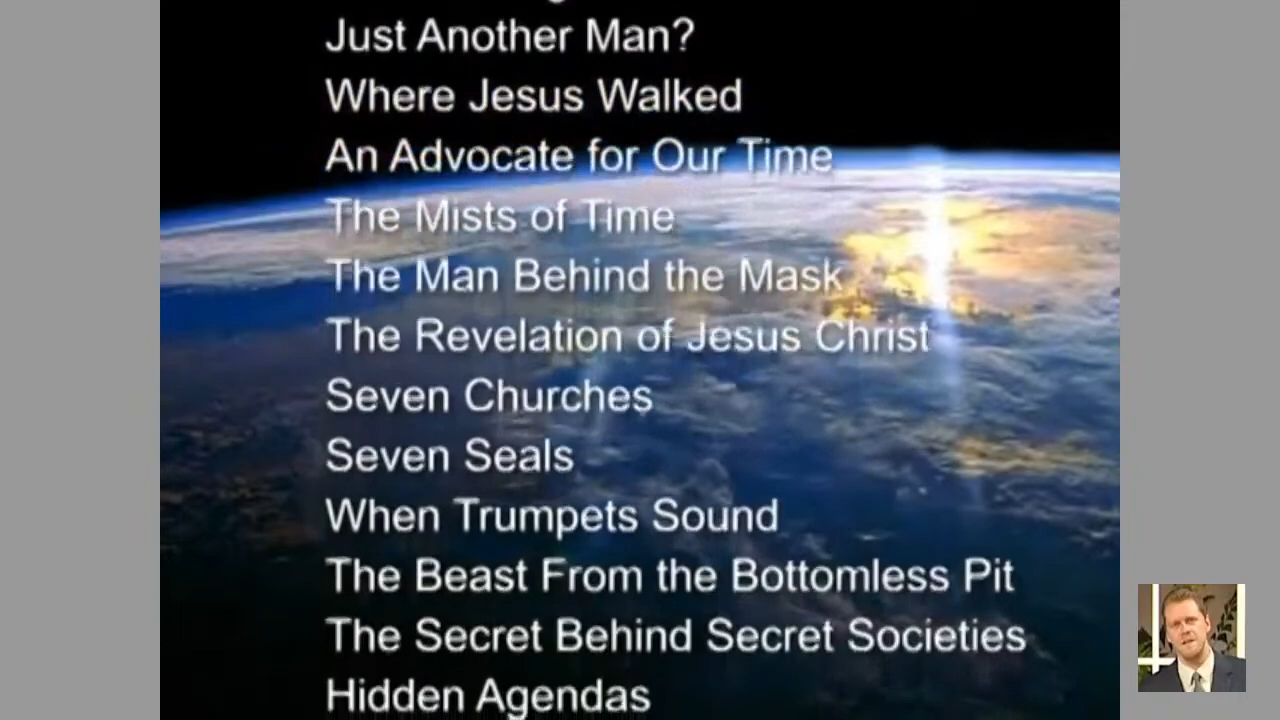 Just Another Man?
Where Jesus Walked
An Advocate for Our Time
The Mists of Time
The Man Behind the Mask
The Revelation of Jesus Christ
Seven Churches
Seven Seals
When Trumpets Sound
The Beast From the Bottomless Pit
The Secret Behind Secret Societies
Hidden Agendas